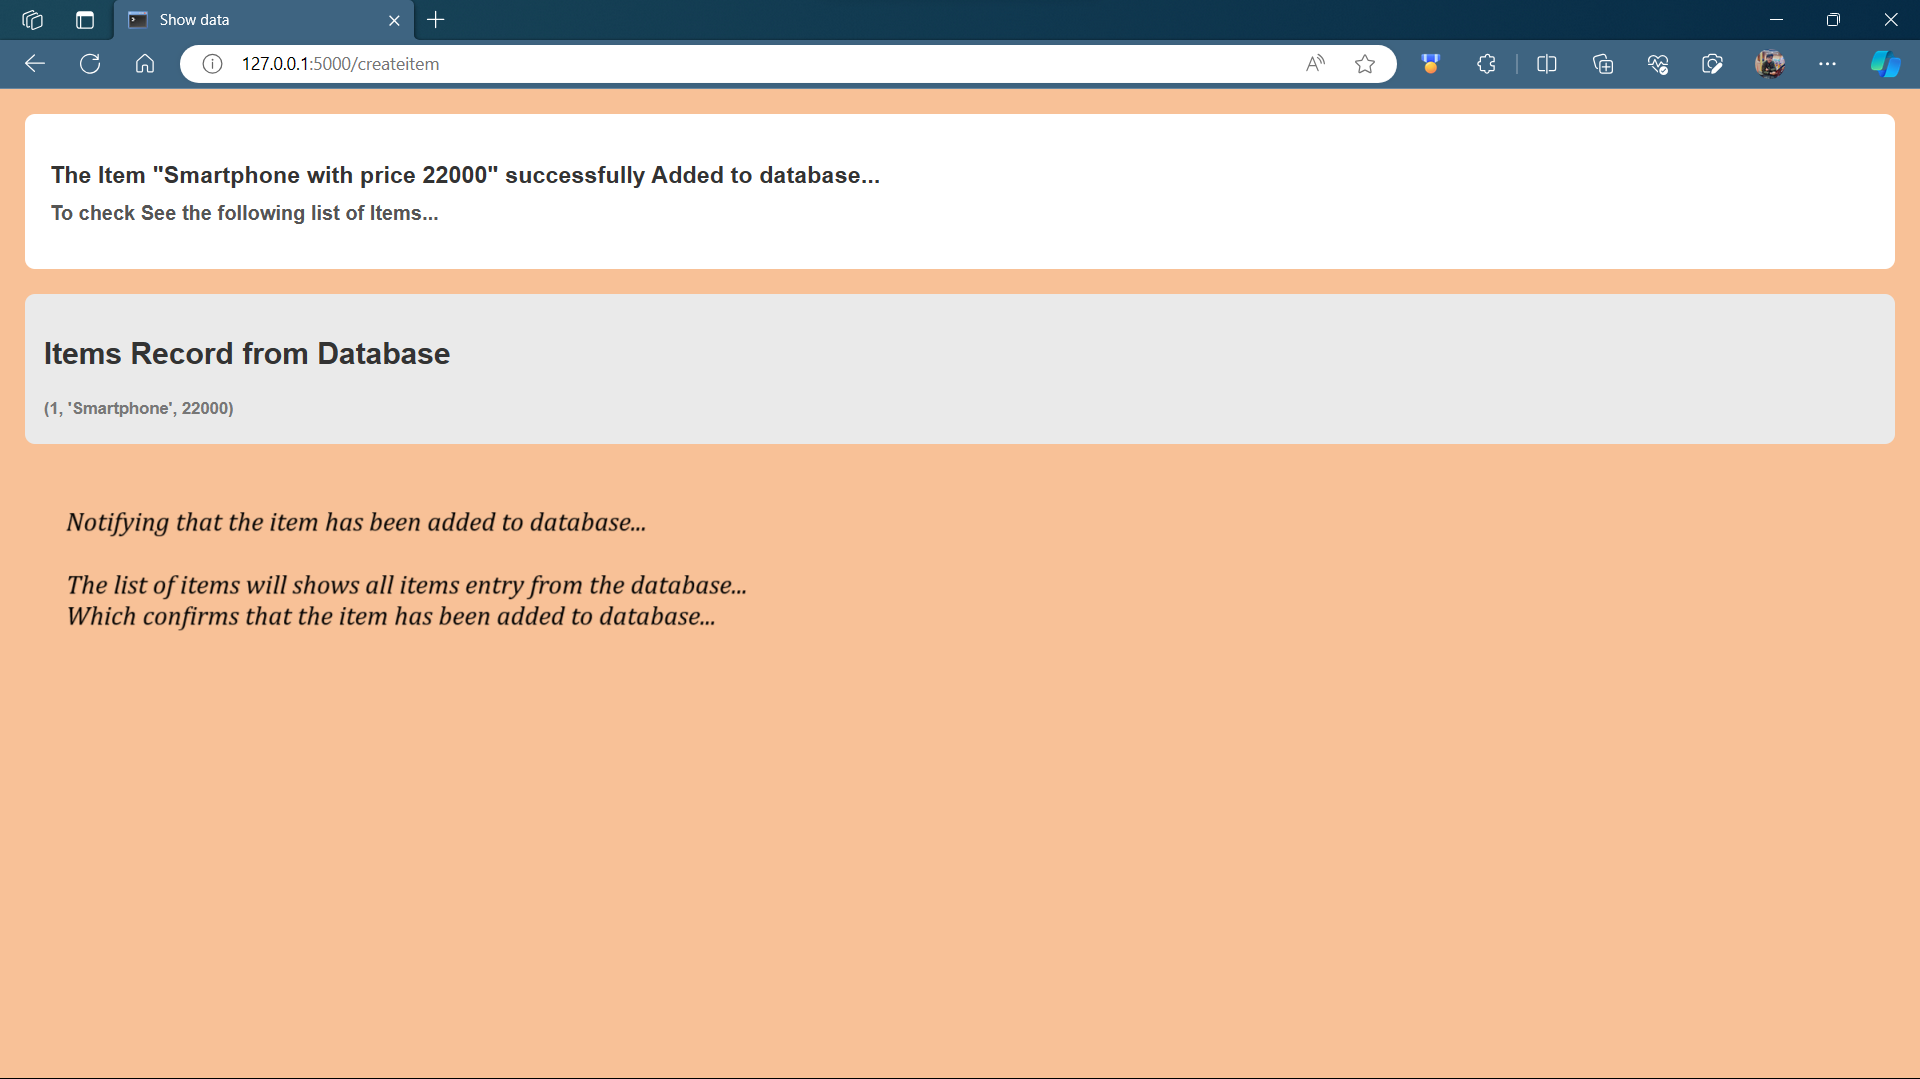 Show data
127.0.0.1:5000/createitem
The Item "Smartphone with price 22000" successfully Added to database...
To check See the following list of Items...
Items Record from Database
(1, 'Smartphone', 22000)
Notifying that the item has been added to database...
The list of items will shows all items entry from the database...
Which confirms that the item has been added to database...